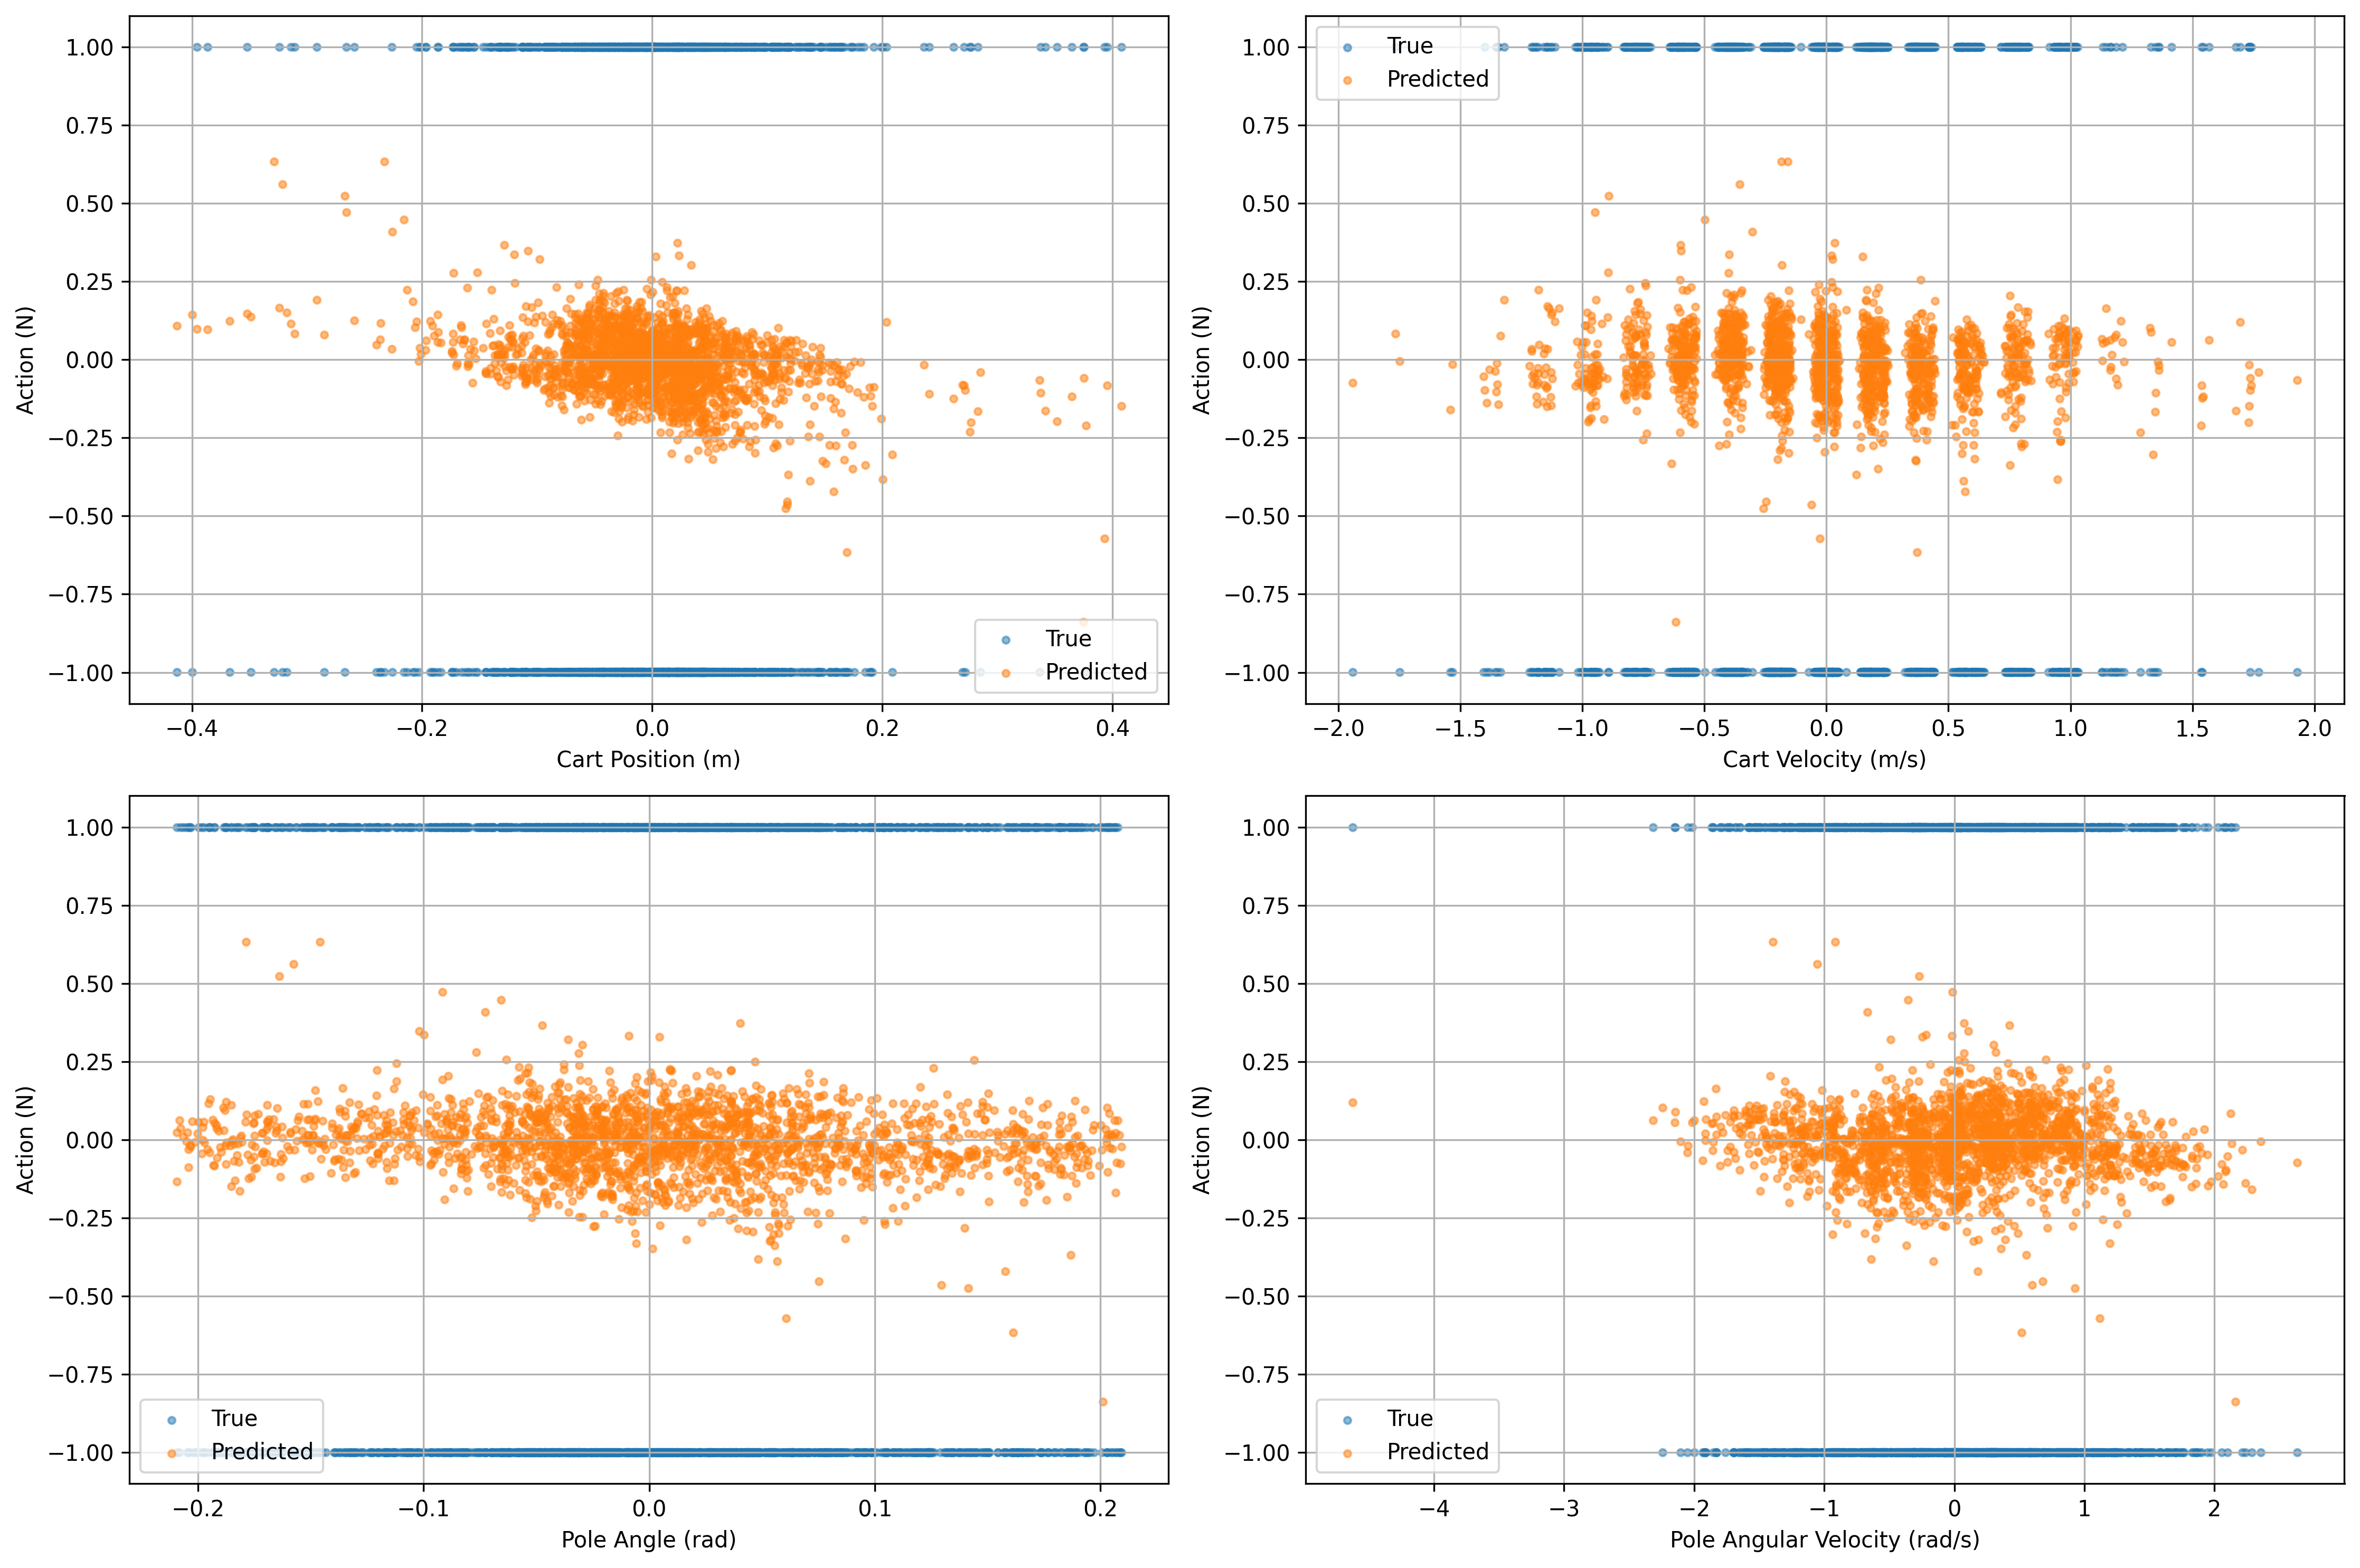 1.00
0.75
0.50
0.25
0.00
−0.25
−0.50
−0.75
−1.00
Action (N)
True
Predicted
−0.4 −0.2 0.0 0.2 0.4
Cart Position (m)
1.00
0.75
0.50
0.25
0.00
−0.25
−0.50
−0.75
−1.00
Action (N)
True
Predicted
−2.0 −1.5 −1.0 −0.5 0.0 0.5 1.0 1.5 2.0
Cart Velocity (m/s)
1.00
0.75
0.50
0.25
0.00
−0.25
−0.50
−0.75
−1.00
Action (N)
True
Predicted
−0.2 −0.1 0.0 0.1 0.2
Pole Angle (rad)
1.00
0.75
0.50
0.25
0.00
−0.25
−0.50
−0.75
−1.00
Action (N)
True
Predicted
−4 −3 −2 −1 0 1 2
Pole Angular Velocity (rad/s)